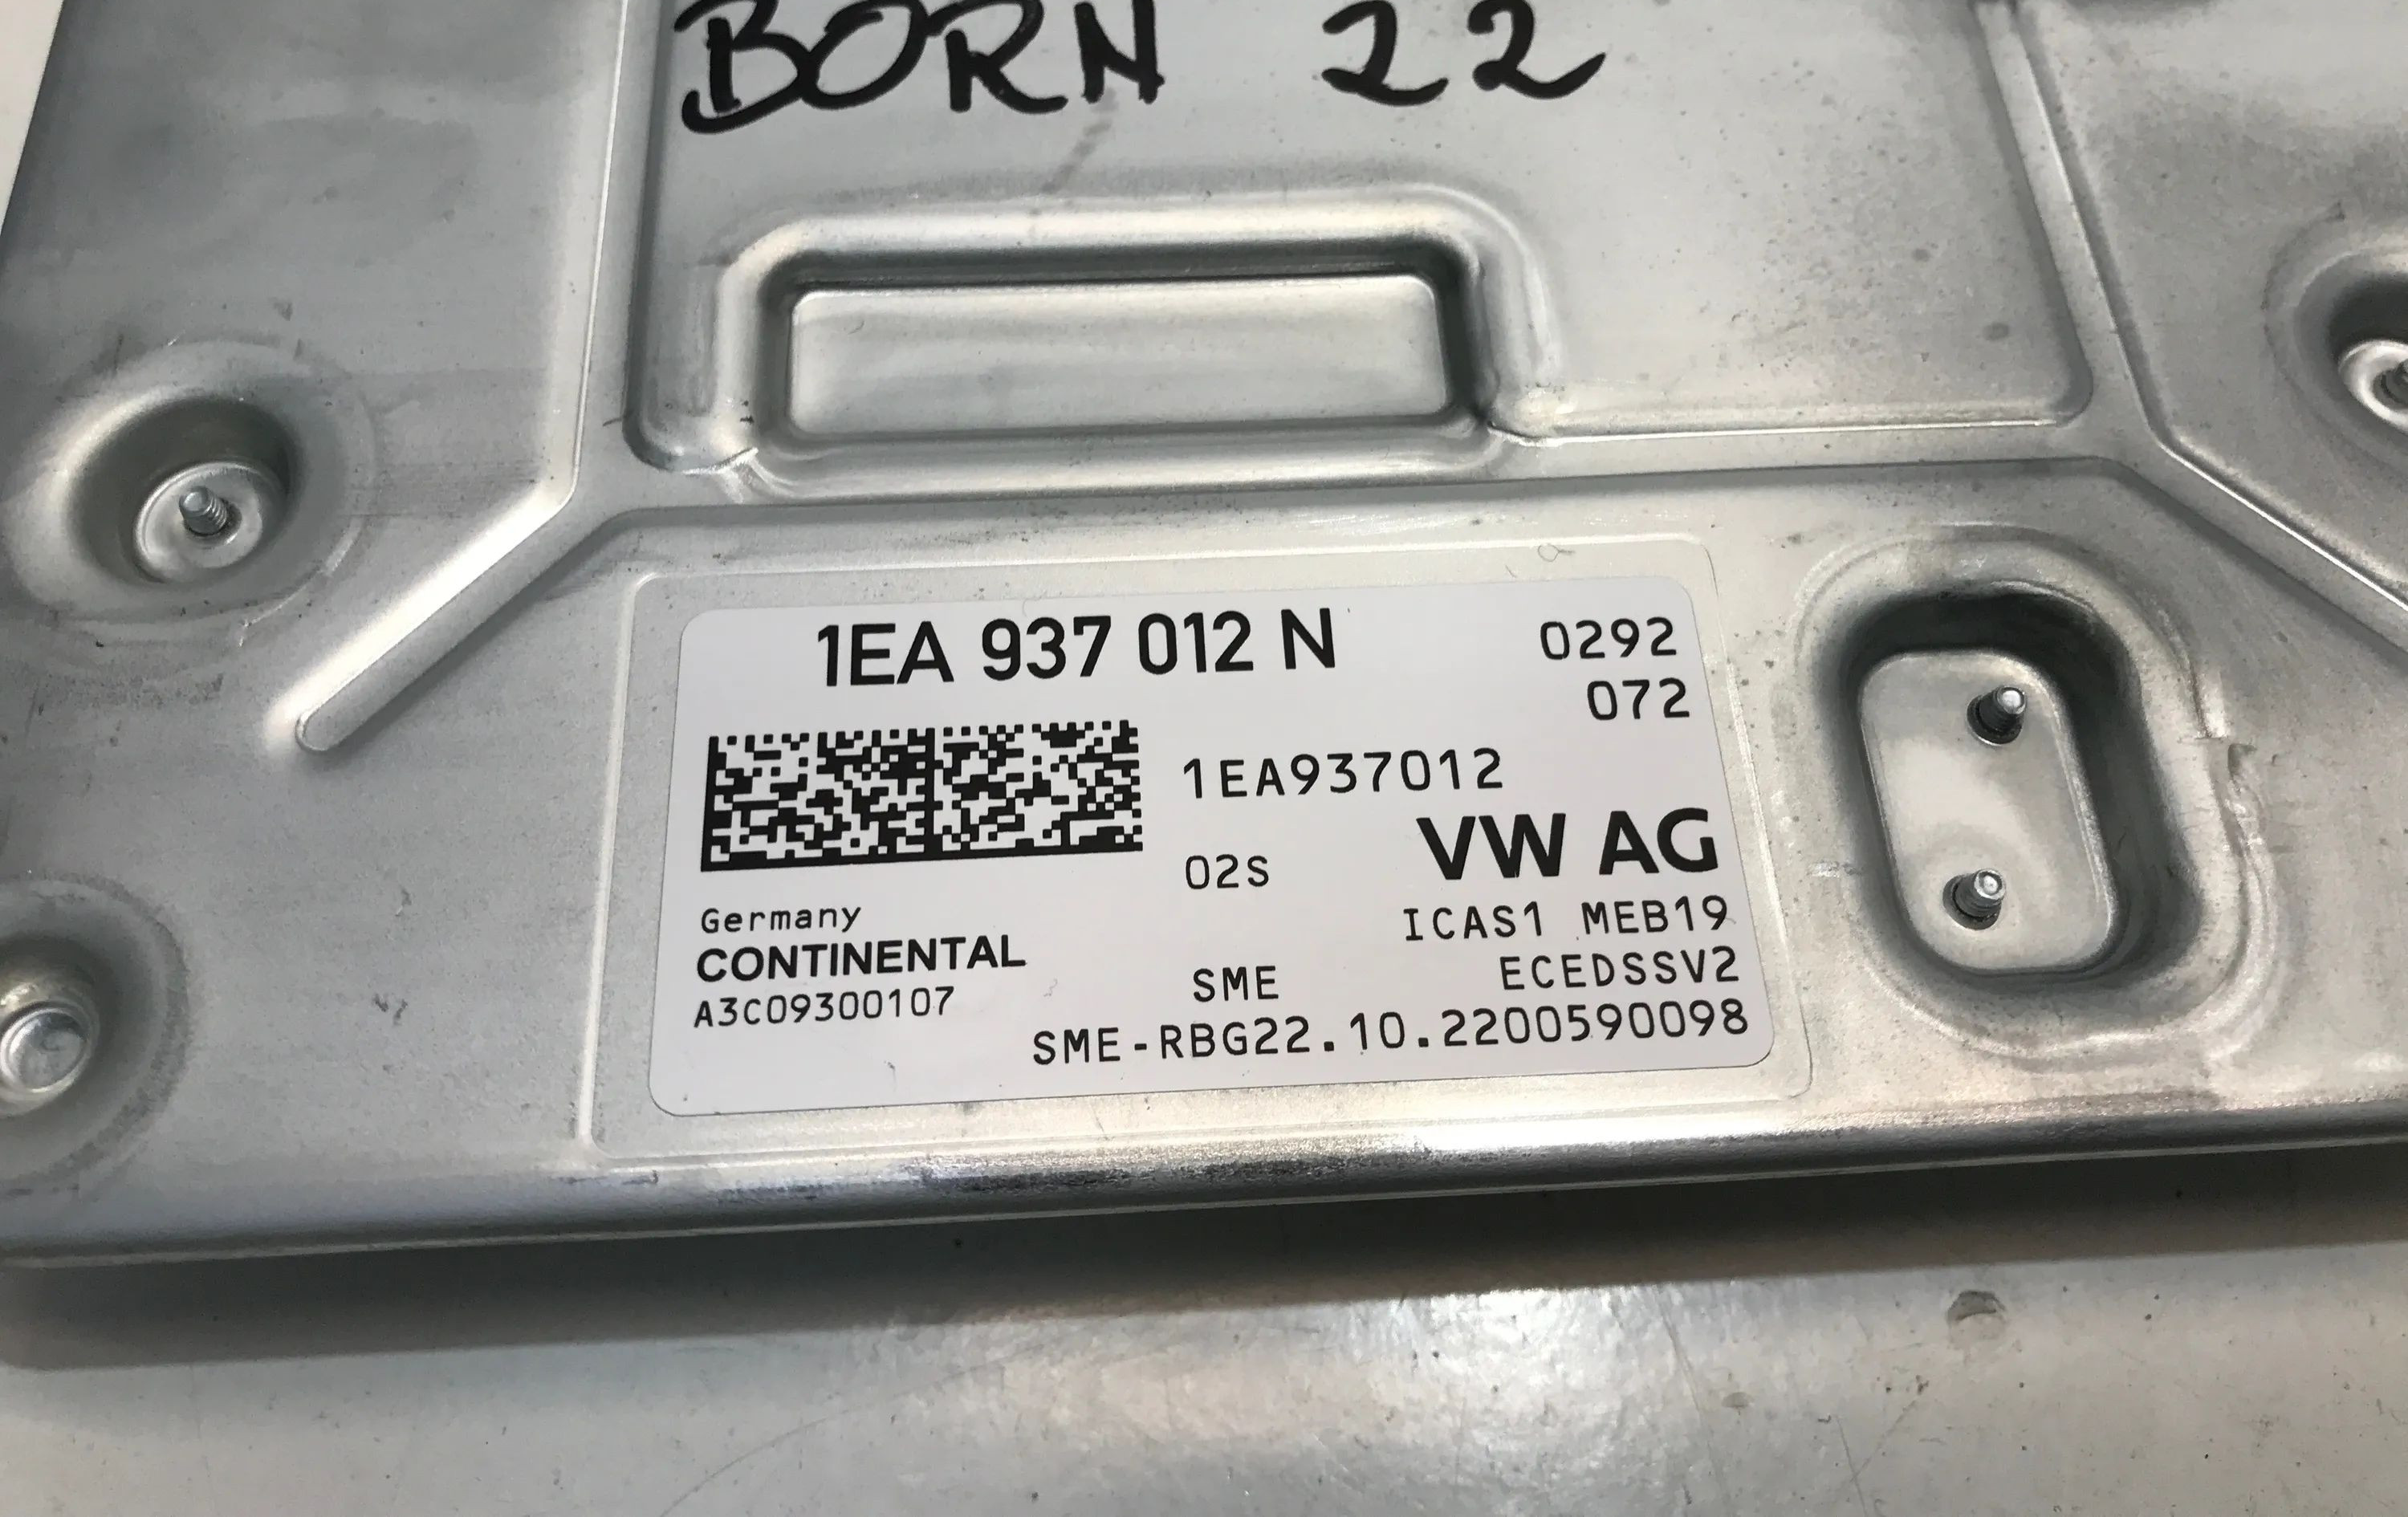 BORN 22
1EA 937 012 N
0292
072
1EA937012
02S
VW AG
Germany
ICAS1 MEB19
CONTINENTAL
SME
ECEDSSV2
A3C09300107
SME-RBG22.10.2200590098